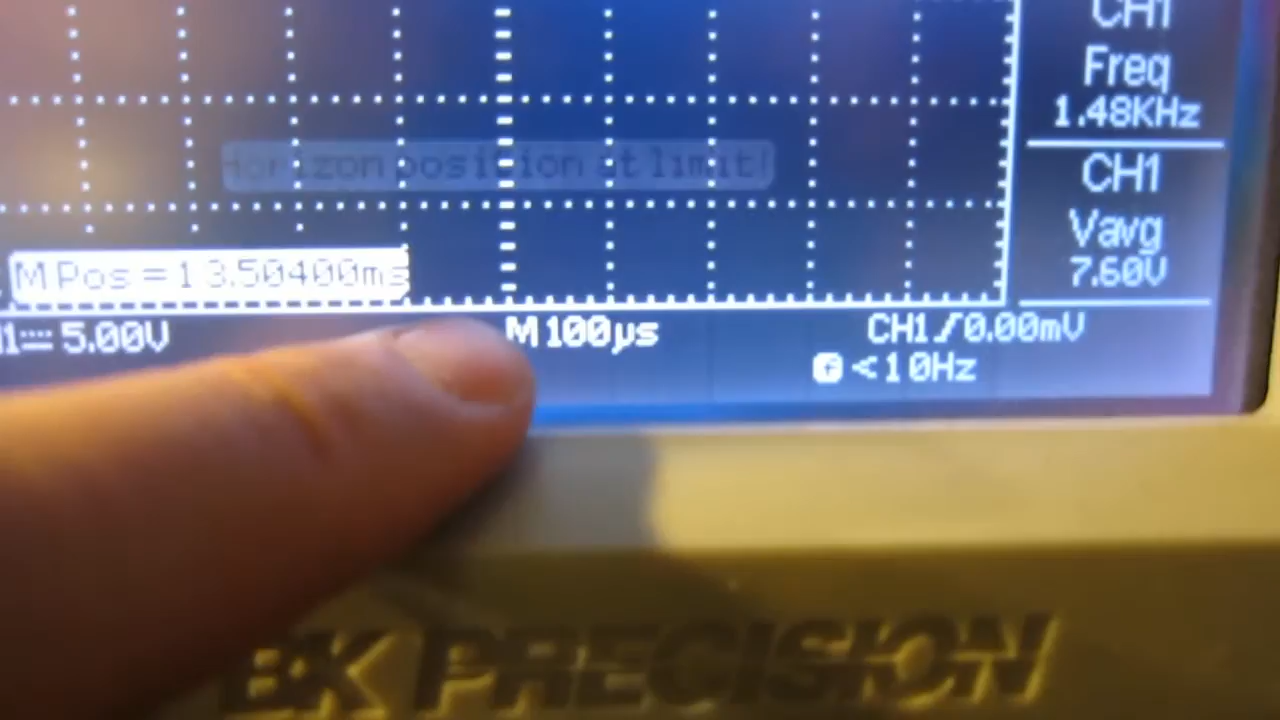 CH1
Freq
1.48KHz
CH1
Vavg
7.60V
Horizon position at limit!
M Pos = 13.50400ms
5.00V
M 100µs
CH1 0.00mV
<10Hz
BK PRECISION